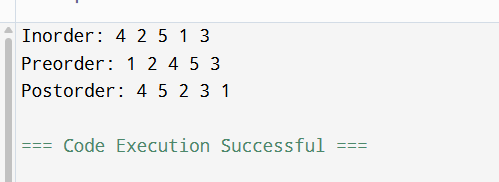 Inorder: 4 2 5 1 3
Preorder: 1 2 4 5 3
Postorder: 4 5 2 3 1
=== Code Execution Successful ===